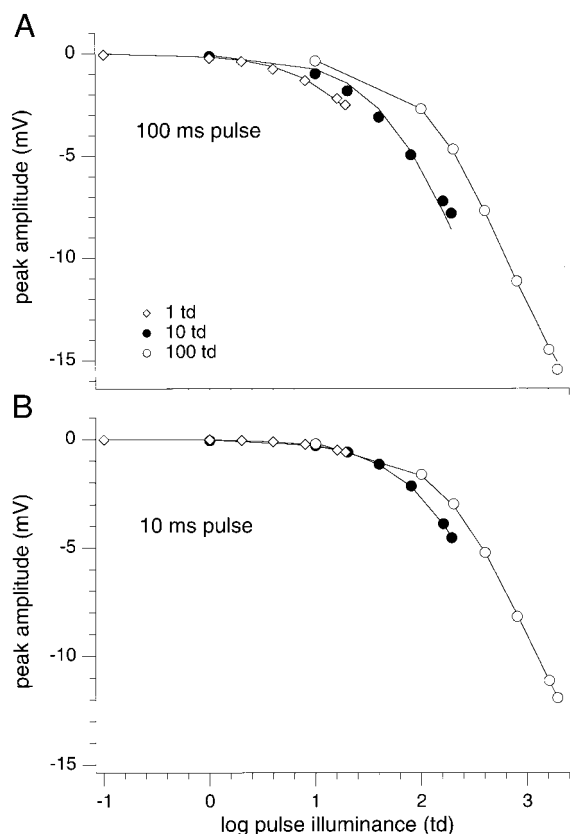 A
0
-5
-10
-15
peak amplitude (mV)
100 ms pulse
1 td
10 td
100 td
B
0
-5
-10
-15
peak amplitude (mV)
10 ms pulse
-1 0 1 2 3
log pulse illuminance (td)